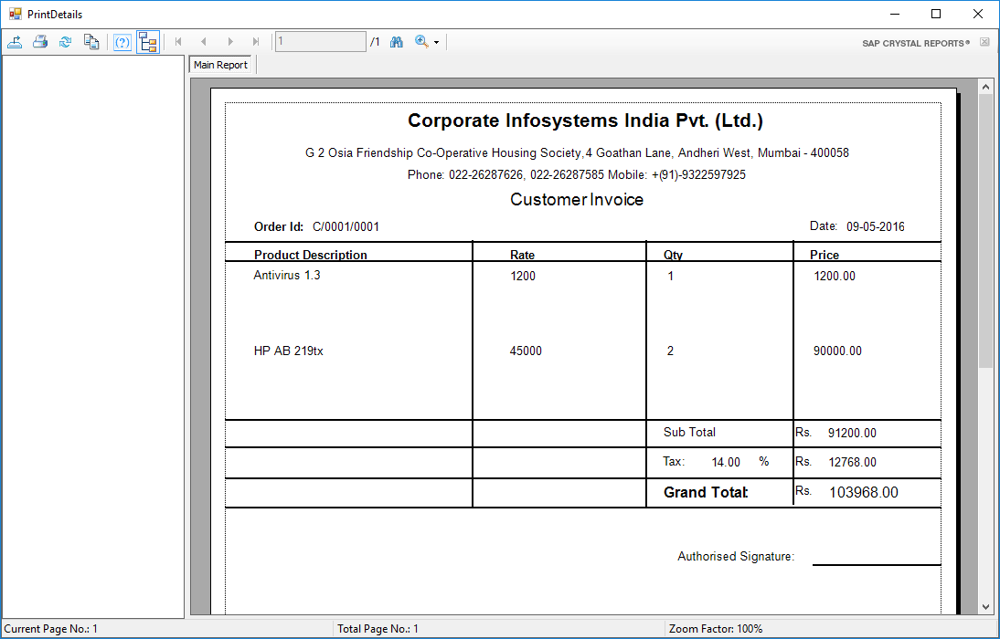 PrintDetails
1 /1
SAP CRYSTAL REPORTS®
Main Report
Corporate Infosystems India Pvt. (Ltd.)
G 2 Osia Friendship Co-Operative Housing Society,4 Goathan Lane, Andheri West, Mumbai - 400058
Phone: 022-26287626, 022-26287585 Mobile: +(91)-9322597925
Customer Invoice
Order Id: C/0001/0001 Date: 09-05-2016
Product Description Rate Qty Price
Antivirus 1.3 1200 1 1200.00
HP AB 219tx 45000 2 90000.00
Sub Total Rs. 91200.00
Tax: 14.00 % Rs. 12768.00
Grand Total: Rs. 103968.00
Authorised Signature:
Current Page No.: 1 Total Page No.: 1 Zoom Factor: 100%